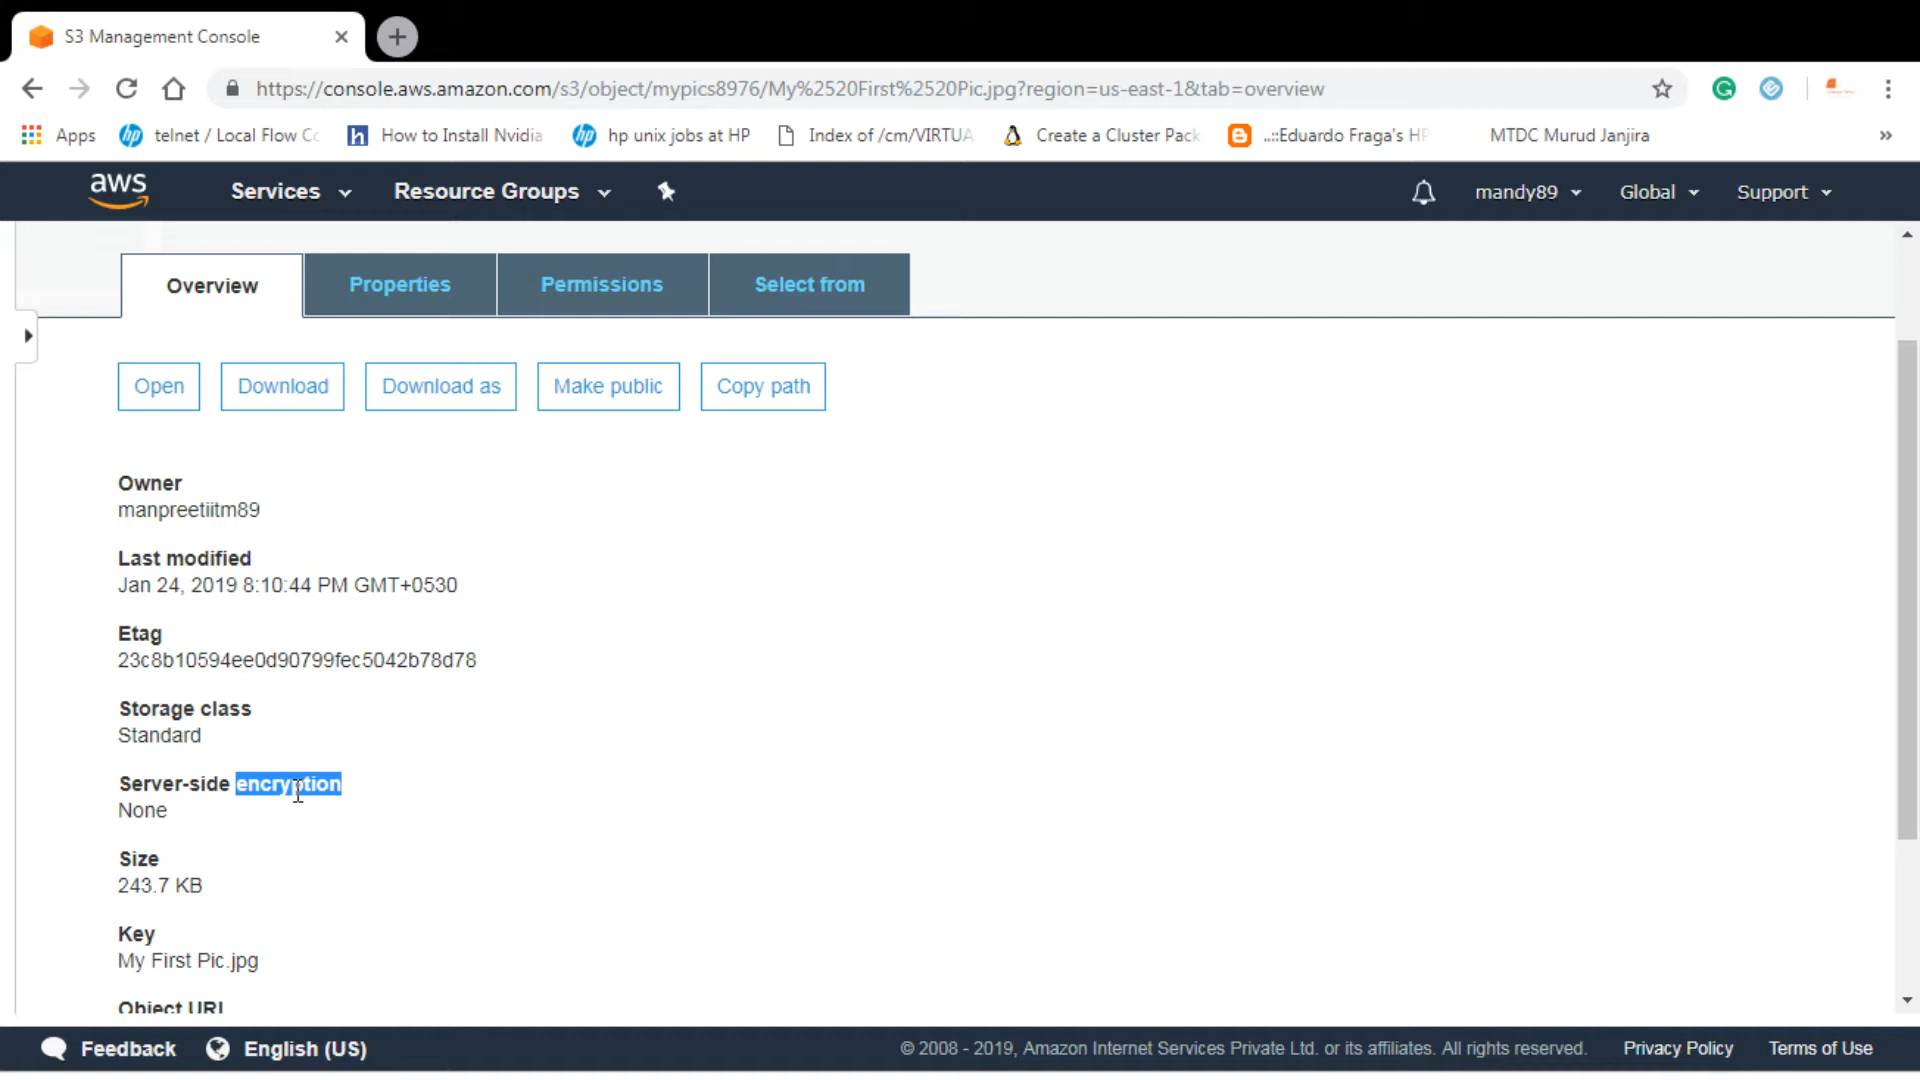 S3 Management Console
https://console.aws.amazon.com/s3/object/mypics8976/My%2520First%2520Pic.jpg?region=us-east-1&tab=overview
Apps telnet / Local Flow Co How to Install Nvidia hp unix jobs at HP Index of /cm/VIRTUA Create a Cluster Pack ..::Eduardo Fraga's HP MTDC Murud Janjira »
aws Services Resource Groups mandy89 Global Support
Overview Properties Permissions Select from
Open Download Download as Make public Copy path
Owner
manpreetiitm89
Last modified
Jan 24, 2019 8:10:44 PM GMT+0530
Etag
23c8b10594ee0d90799fec5042b78d78
Storage class
Standard
Server-side encryption
None
Size
243.7 KB
Key
My First Pic.jpg
Object URL
Feedback English (US) © 2008 - 2019, Amazon Internet Services Private Ltd. or its affiliates. All rights reserved. Privacy Policy Terms of Use